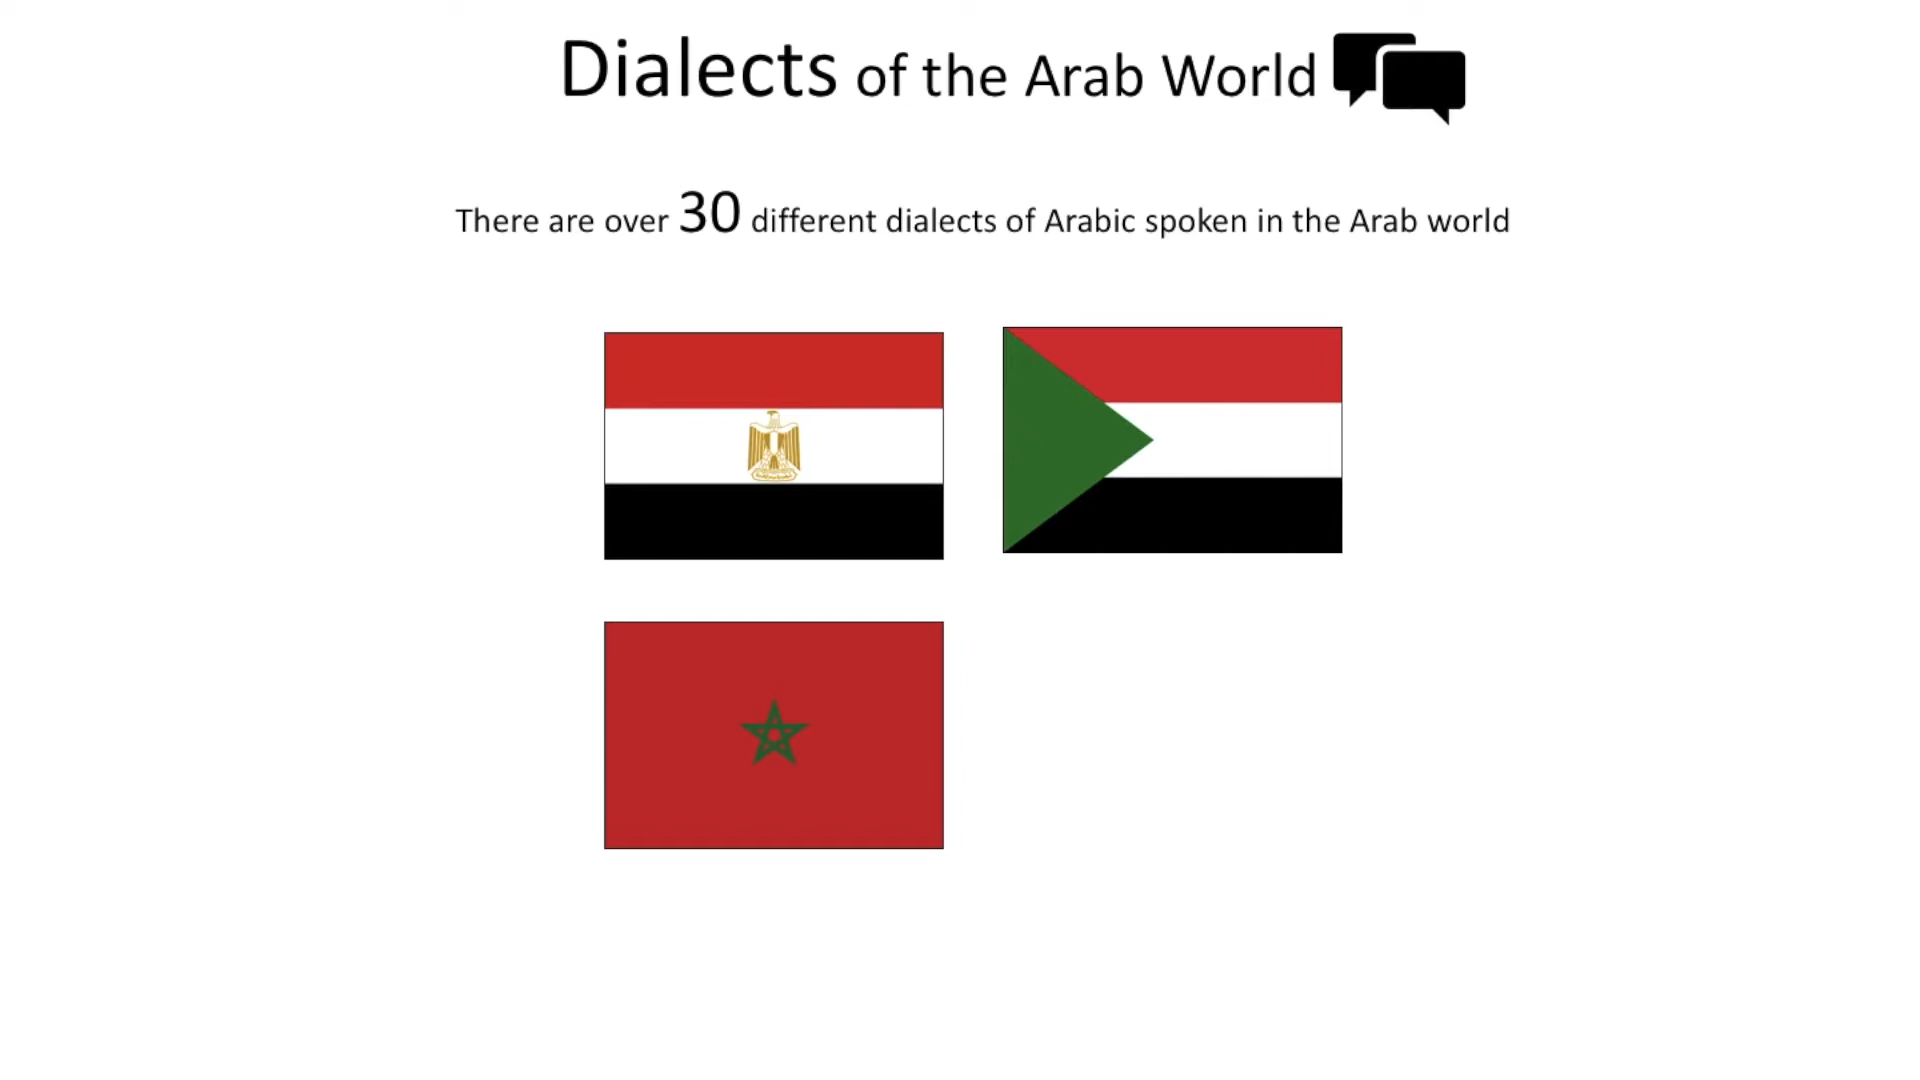 Dialects of the Arab World
There are over 30 different dialects of Arabic spoken in the Arab world